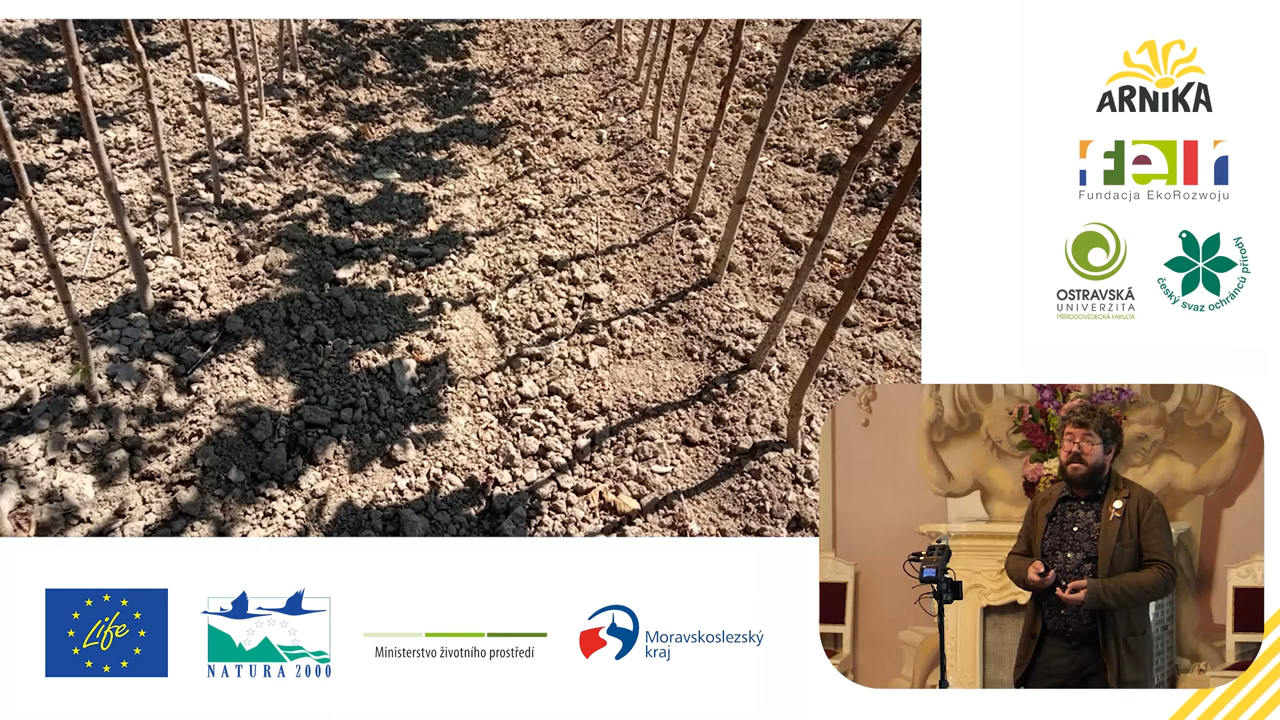 ARNIKA
feri
Fundacja EkoRozwoju
OSTRAVSKÁ
UNIVERZITA
PŘÍRODOVĚDECKÁ FAKULTA
český svaz ochránců přírody
Life
NATURA 2000
Ministerstvo životního prostředí
Moravskoslezský
kraj